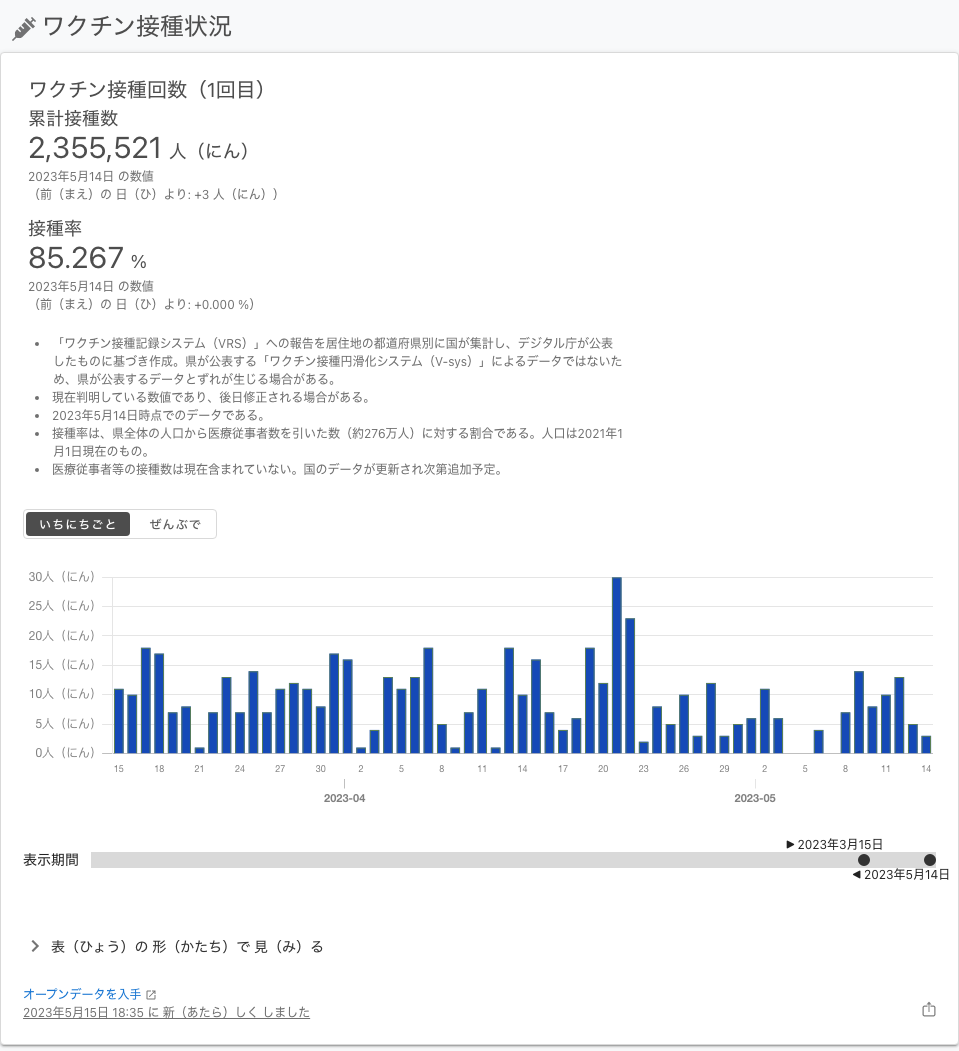 ワクチン接種状況
ワクチン接種回数（1回目）
累計接種数
2,355,521 人（にん）
2023年5月14日 の数値
（前（まえ）の 日（ひ）より: +3 人（にん））
接種率
85.267 %
2023年5月14日 の数値
（前（まえ）の 日（ひ）より: +0.000 %）
• 「ワクチン接種記録システム（VRS）」への報告を居住地の都道府県別に国が集計し、デジタル庁が公表
したものに基づき作成。県が公表する「ワクチン接種円滑化システム（V-sys）」によるデータではないた
め、県が公表するデータとずれが生じる場合がある。
• 現在判明している数値であり、後日修正される場合がある。
• 2023年5月14日時点でのデータである。
• 接種率は、県全体の人口から医療従事者数を引いた数（約276万人）に対する割合である。人口は2021年1
月1日現在のもの。
• 医療従事者等の接種数は現在含まれていない。国のデータが更新され次第追加予定。
いちにちごと ぜんぶで
30人（にん）
25人（にん）
20人（にん）
15人（にん）
10人（にん）
5人（にん）
0人（にん）
15 18 21 24 27 30 2 5 8 11 14 17 20 23 26 29 2 5 8 11 14
2023-04 2023-05
▶ 2023年3月15日
表示期間
◀ 2023年5月14日
表（ひょう）の 形（かたち）で 見（み）る
オープンデータを入手
2023年5月15日 18:35 に 新（あたら）しく しました